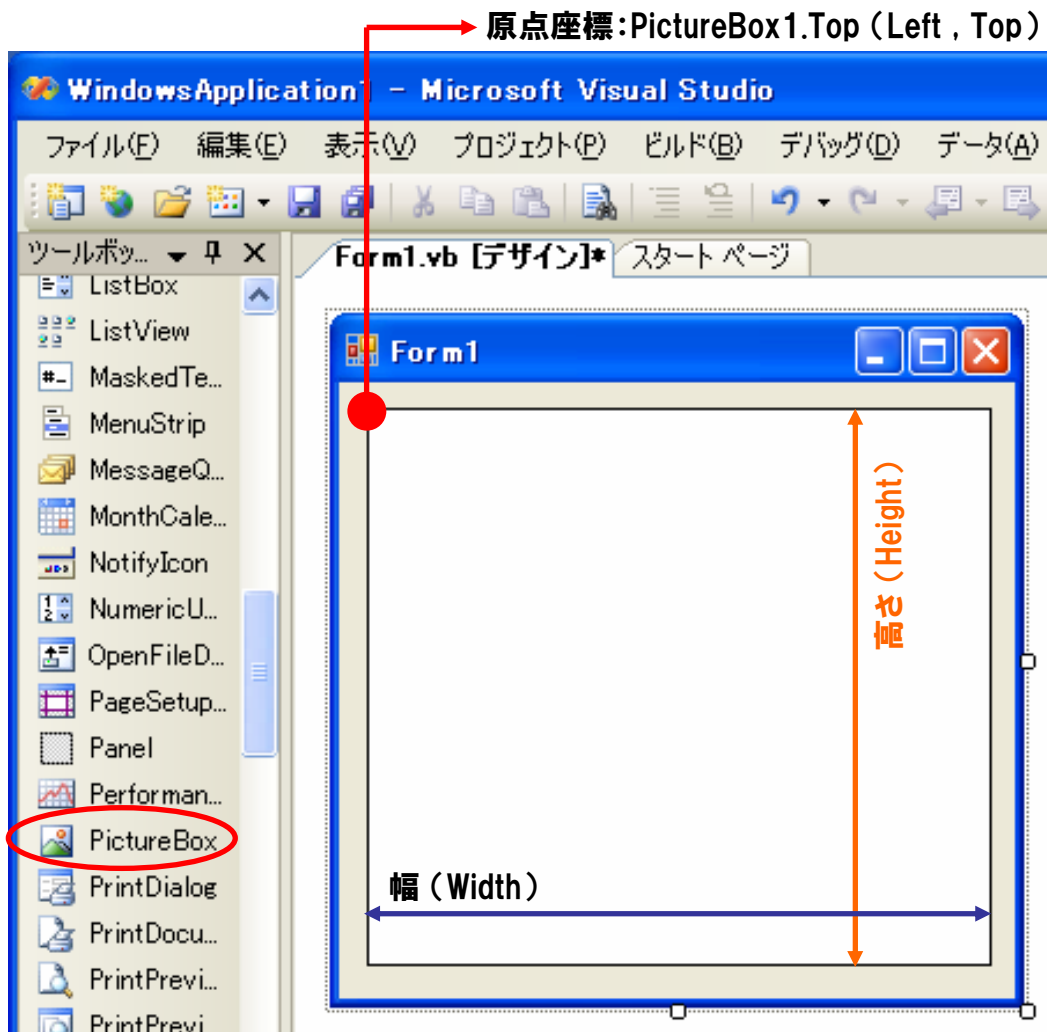 原点座標:PictureBox1.Top (Left , Top)
WindowsApplication1 - Microsoft Visual Studio
ファイル(F) 編集(E) 表示(V) プロジェクト(P) ビルド(B) デバッグ(D) データ(A)
ツールボッ...
Form1.vb [デザイン]* スタート ページ
ListBox
ListView
MaskedTe...
MenuStrip
MessageQ...
MonthCale...
NotifyIcon
NumericU...
OpenFileD...
PageSetup...
Panel
Performan...
PictureBox
PrintDialog
PrintDocu...
PrintPrevi...
PrintPrevi
Form1
高さ(Height)
幅(Width)